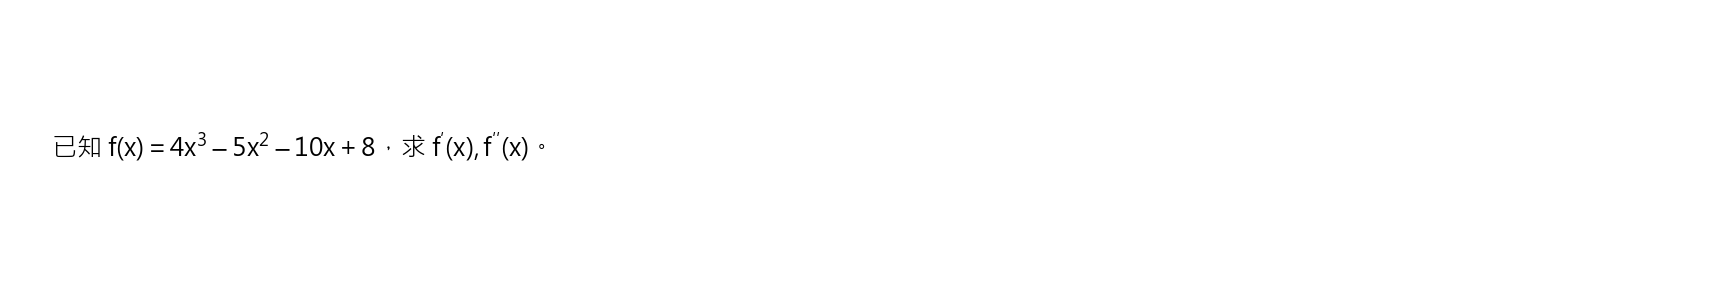 已知 f(x) = 4x³ – 5x² – 10x + 8，求 f′(x), f′′(x)。